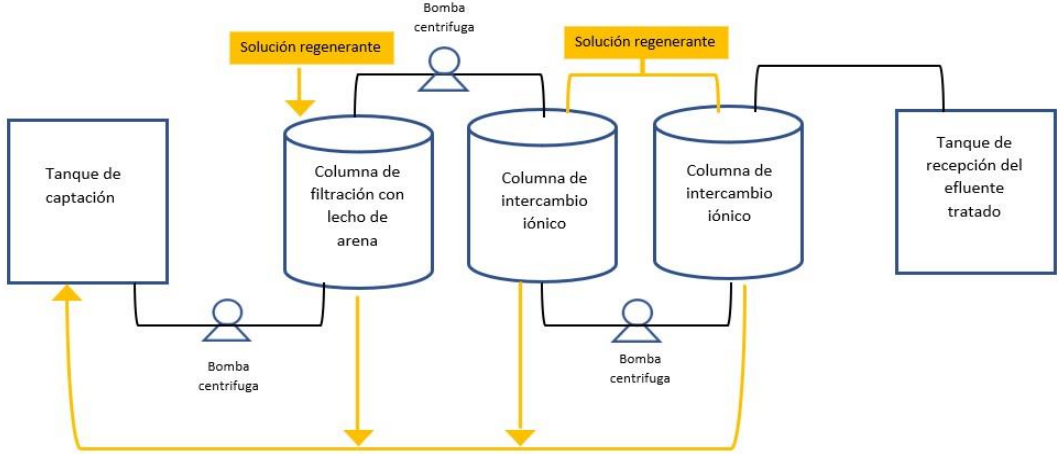 Bomba
centrifuga
Solución regenerante
Solución regenerante
Tanque de
captación
Columna de
filtración con
lecho de
arena
Columna de
intercambio
iónico
Columna de
intercambio
iónico
Tanque de
recepción del
efluente
tratado
Bomba
centrifuga
Bomba
centrifuga